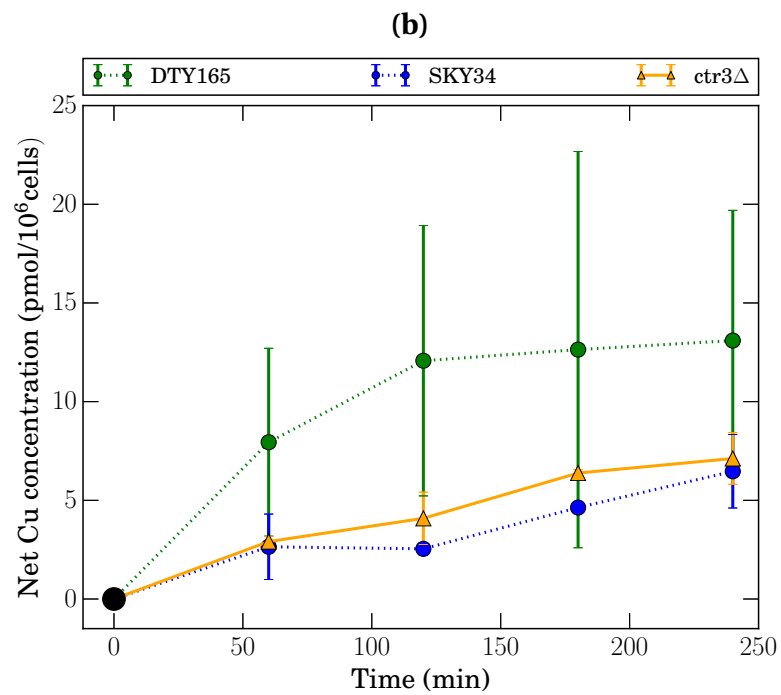 (b)
DTY165 SKY34 ctr3Δ
Net Cu concentration (pmol/10⁶cells)
25
20
15
10
5
0
0 50 100 150 200 250
Time (min)